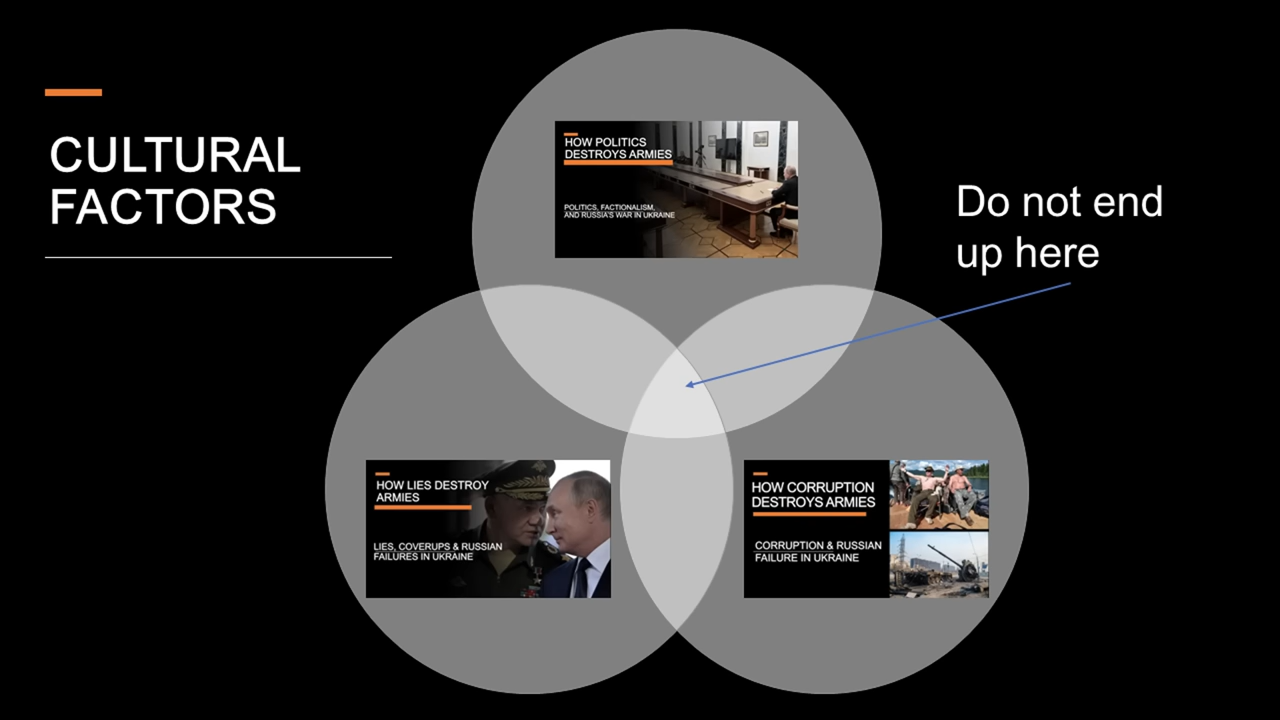 CULTURAL
FACTORS
HOW POLITICS
DESTROYS ARMIES
POLITICS, FACTIONALISM,
AND RUSSIA'S WAR IN UKRAINE
Do not end
up here
HOW LIES DESTROY
ARMIES
LIES, COVERUPS & RUSSIAN
FAILURES IN UKRAINE
HOW CORRUPTION
DESTROYS ARMIES
CORRUPTION & RUSSIAN
FAILURE IN UKRAINE